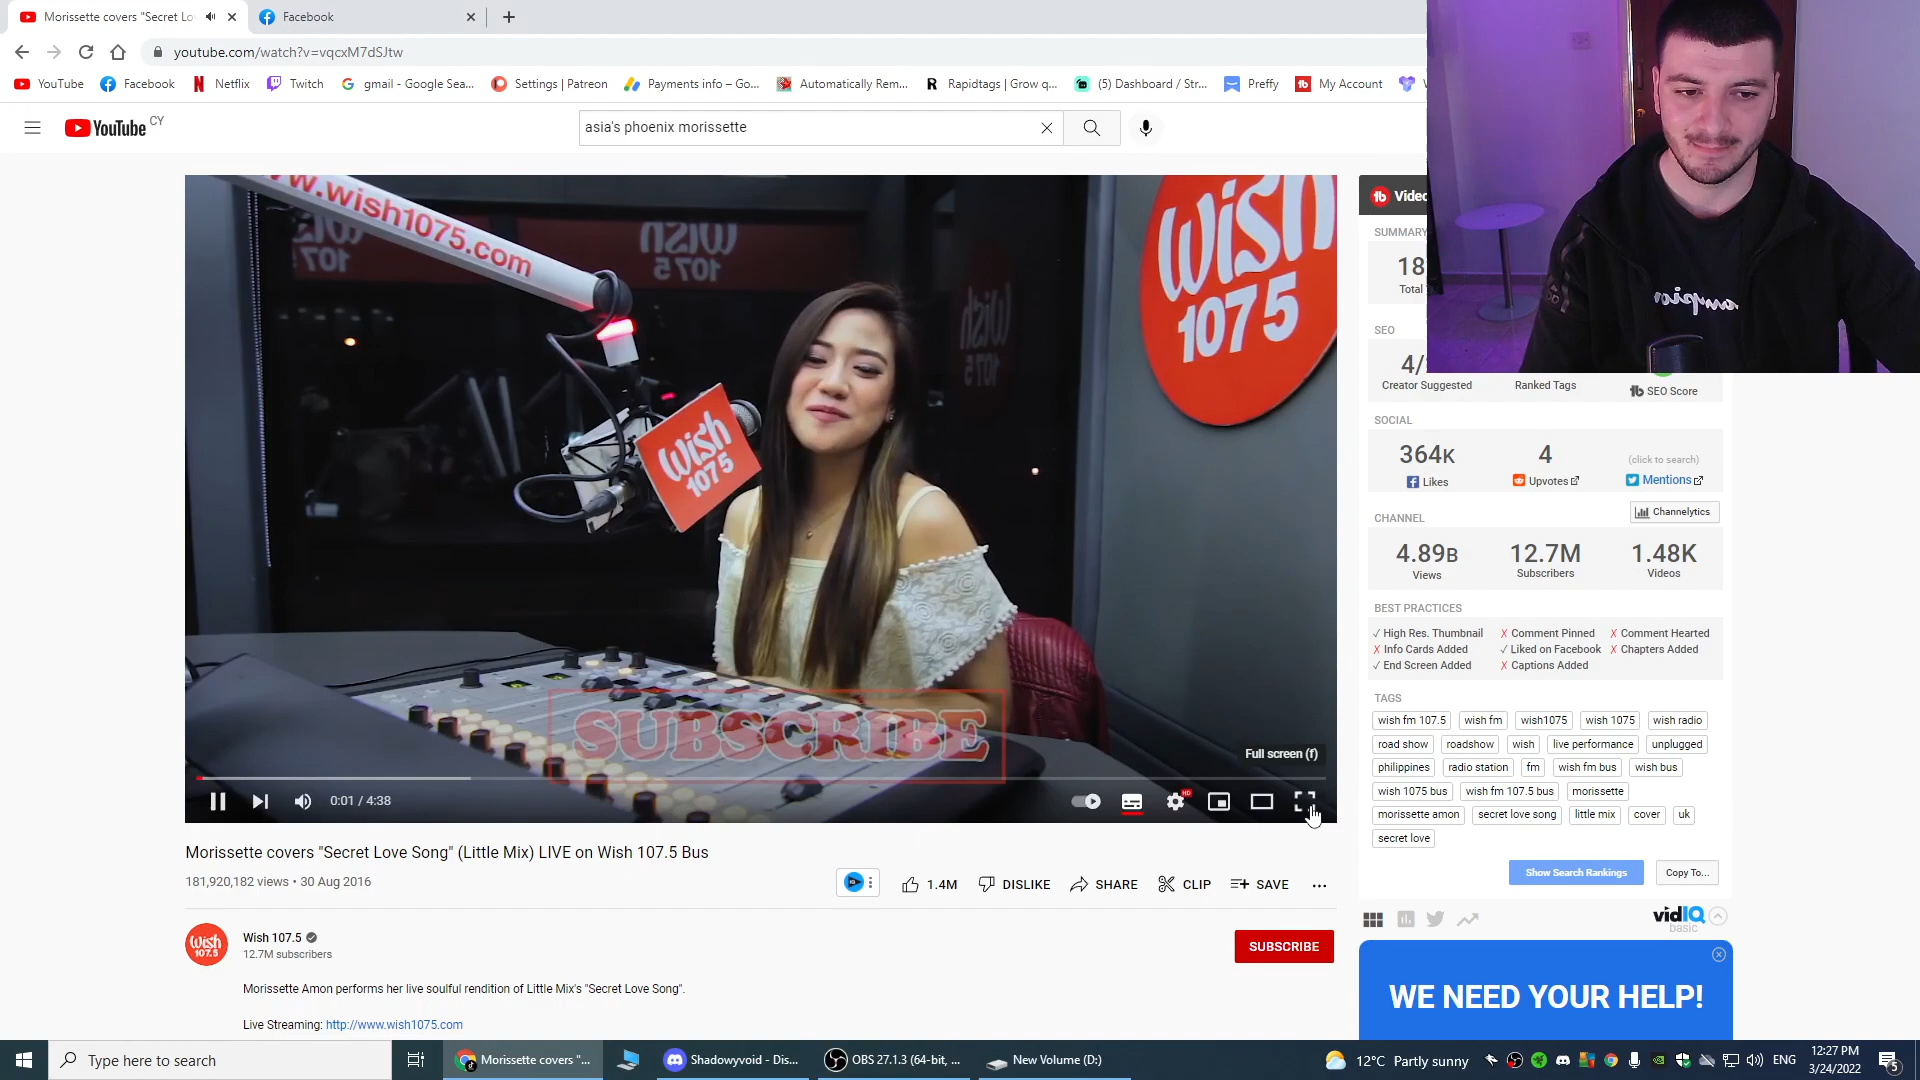 Morissette covers "Secret Lo
Facebook
youtube.com/watch?v=vqcxM7dSJtw
YouTube
Facebook
Netflix
Twitch
gmail - Google Sea...
Settings | Patreon
Payments info – Go...
Automatically Rem...
Rapidtags | Grow q...
(5) Dashboard / Str...
Preffy
My Account
YouTube CY
asia's phoenix morissette
www.wish1075.com
wish 107.5
wish 1075
wish 1075
SUBSCRIBE
Full screen (f)
0:01 / 4:38
HD
Morissette covers "Secret Love Song" (Little Mix) LIVE on Wish 107.5 Bus
181,920,182 views • 30 Aug 2016
1.4M
DISLIKE
SHARE
CLIP
SAVE
wish 107.5
Wish 107.5
12.7M subscribers
SUBSCRIBE
Morissette Amon performs her live soulful rendition of Little Mix's "Secret Love Song".
Live Streaming: http://www.wish1075.com
SUMMARY
Total
SEO
Creator Suggested
Ranked Tags
SEO Score
SOCIAL
364K
4
(click to search)
Likes
Upvotes
Mentions
CHANNEL
Channelytics
4.89B
12.7M
1.48K
Views
Subscribers
Videos
BEST PRACTICES
✓ High Res. Thumbnail
✗ Comment Pinned
✗ Comment Hearted
✗ Info Cards Added
✓ Liked on Facebook
✗ Chapters Added
✓ End Screen Added
✗ Captions Added
TAGS
wish fm 107.5
wish fm
wish1075
wish 1075
wish radio
road show
roadshow
wish
live performance
unplugged
philippines
radio station
fm
wish fm bus
wish bus
wish 1075 bus
wish fm 107.5 bus
morissette
morissette amon
secret love song
little mix
cover
uk
secret love
Show Search Rankings
Copy To...
vidIQ
basic
WE NEED YOUR HELP!
Type here to search
Morissette covers "...
Shadowyvoid - Dis...
OBS 27.1.3 (64-bit, ...
New Volume (D:)
12°C Partly sunny
ENG
12:27 PM
3/24/2022
5